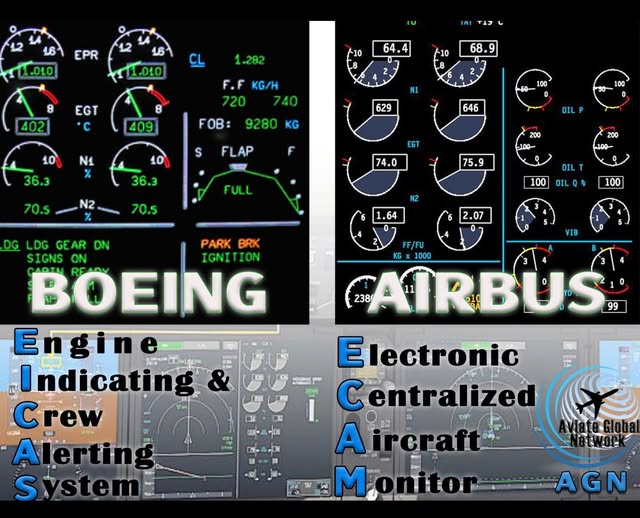 EPR
1.010
1.010
CL
1.282
F.F KG/H
720 740
FOB: 9280 KG
EGT
°C
402
409
N1
%
36.3
36.3
S FLAP F
FULL
N2
%
70.5
70.5
LDG LDG GEAR DN
SIGNS ON
CABIN READY
PARK BRK
IGNITION
BOEING
TAT +19 C
64.4
68.9
N1
629
646
EGT
74.0
75.9
N2
1.64
2.07
FF/FU
KG x 1000
OIL P
OIL T
100 OIL Q % 100
VIB
A
B
99
AIRBUS
Engine
Indicating &
Crew
Alerting
System
Electronic
Centralized
Aircraft
Monitor
Aviate Global
Network
AGN